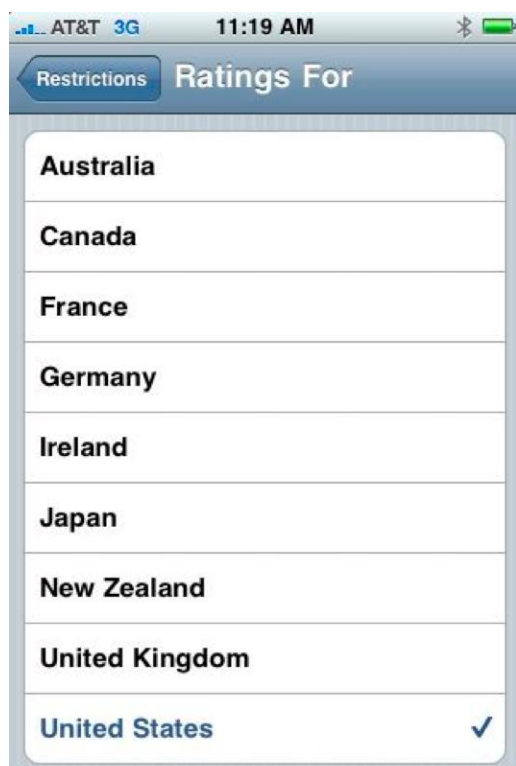 AT&T 3G 11:19 AM
Restrictions Ratings For
Australia
Canada
France
Germany
Ireland
Japan
New Zealand
United Kingdom
United States